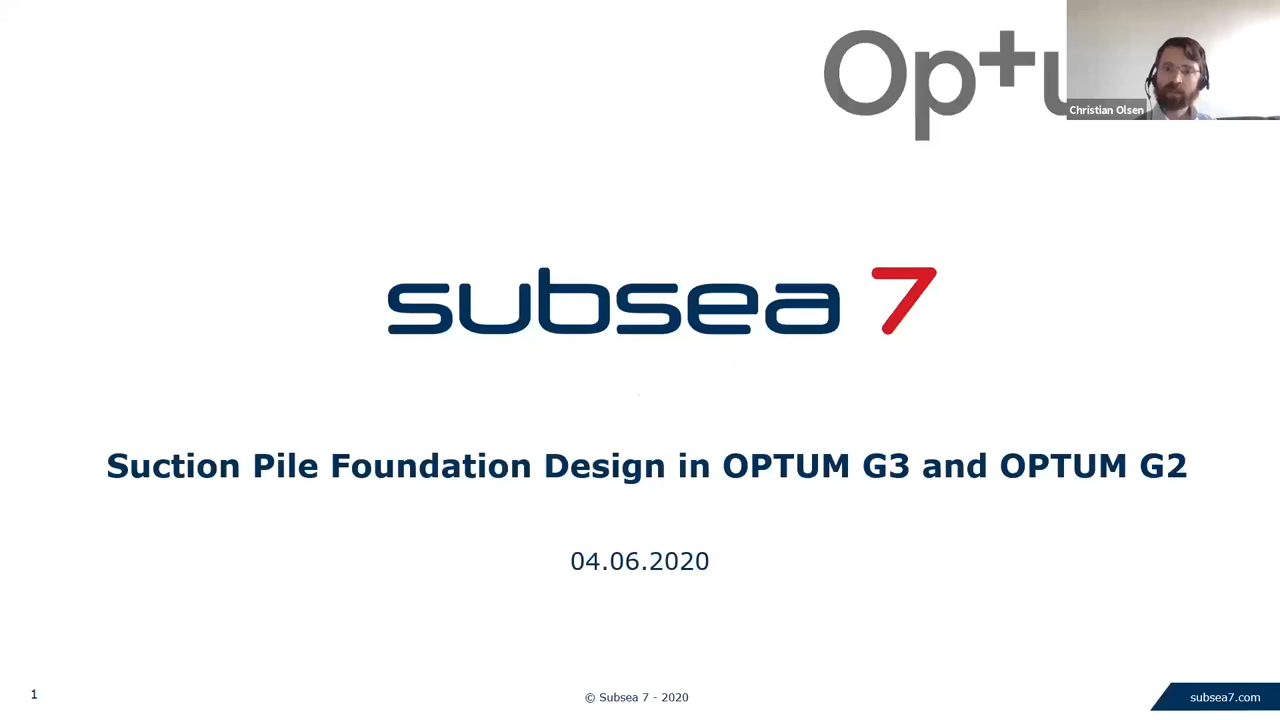 Op+u
Christian Olsen
subsea 7
Suction Pile Foundation Design in OPTUM G3 and OPTUM G2
04.06.2020
1
© Subsea 7 - 2020
subsea7.com